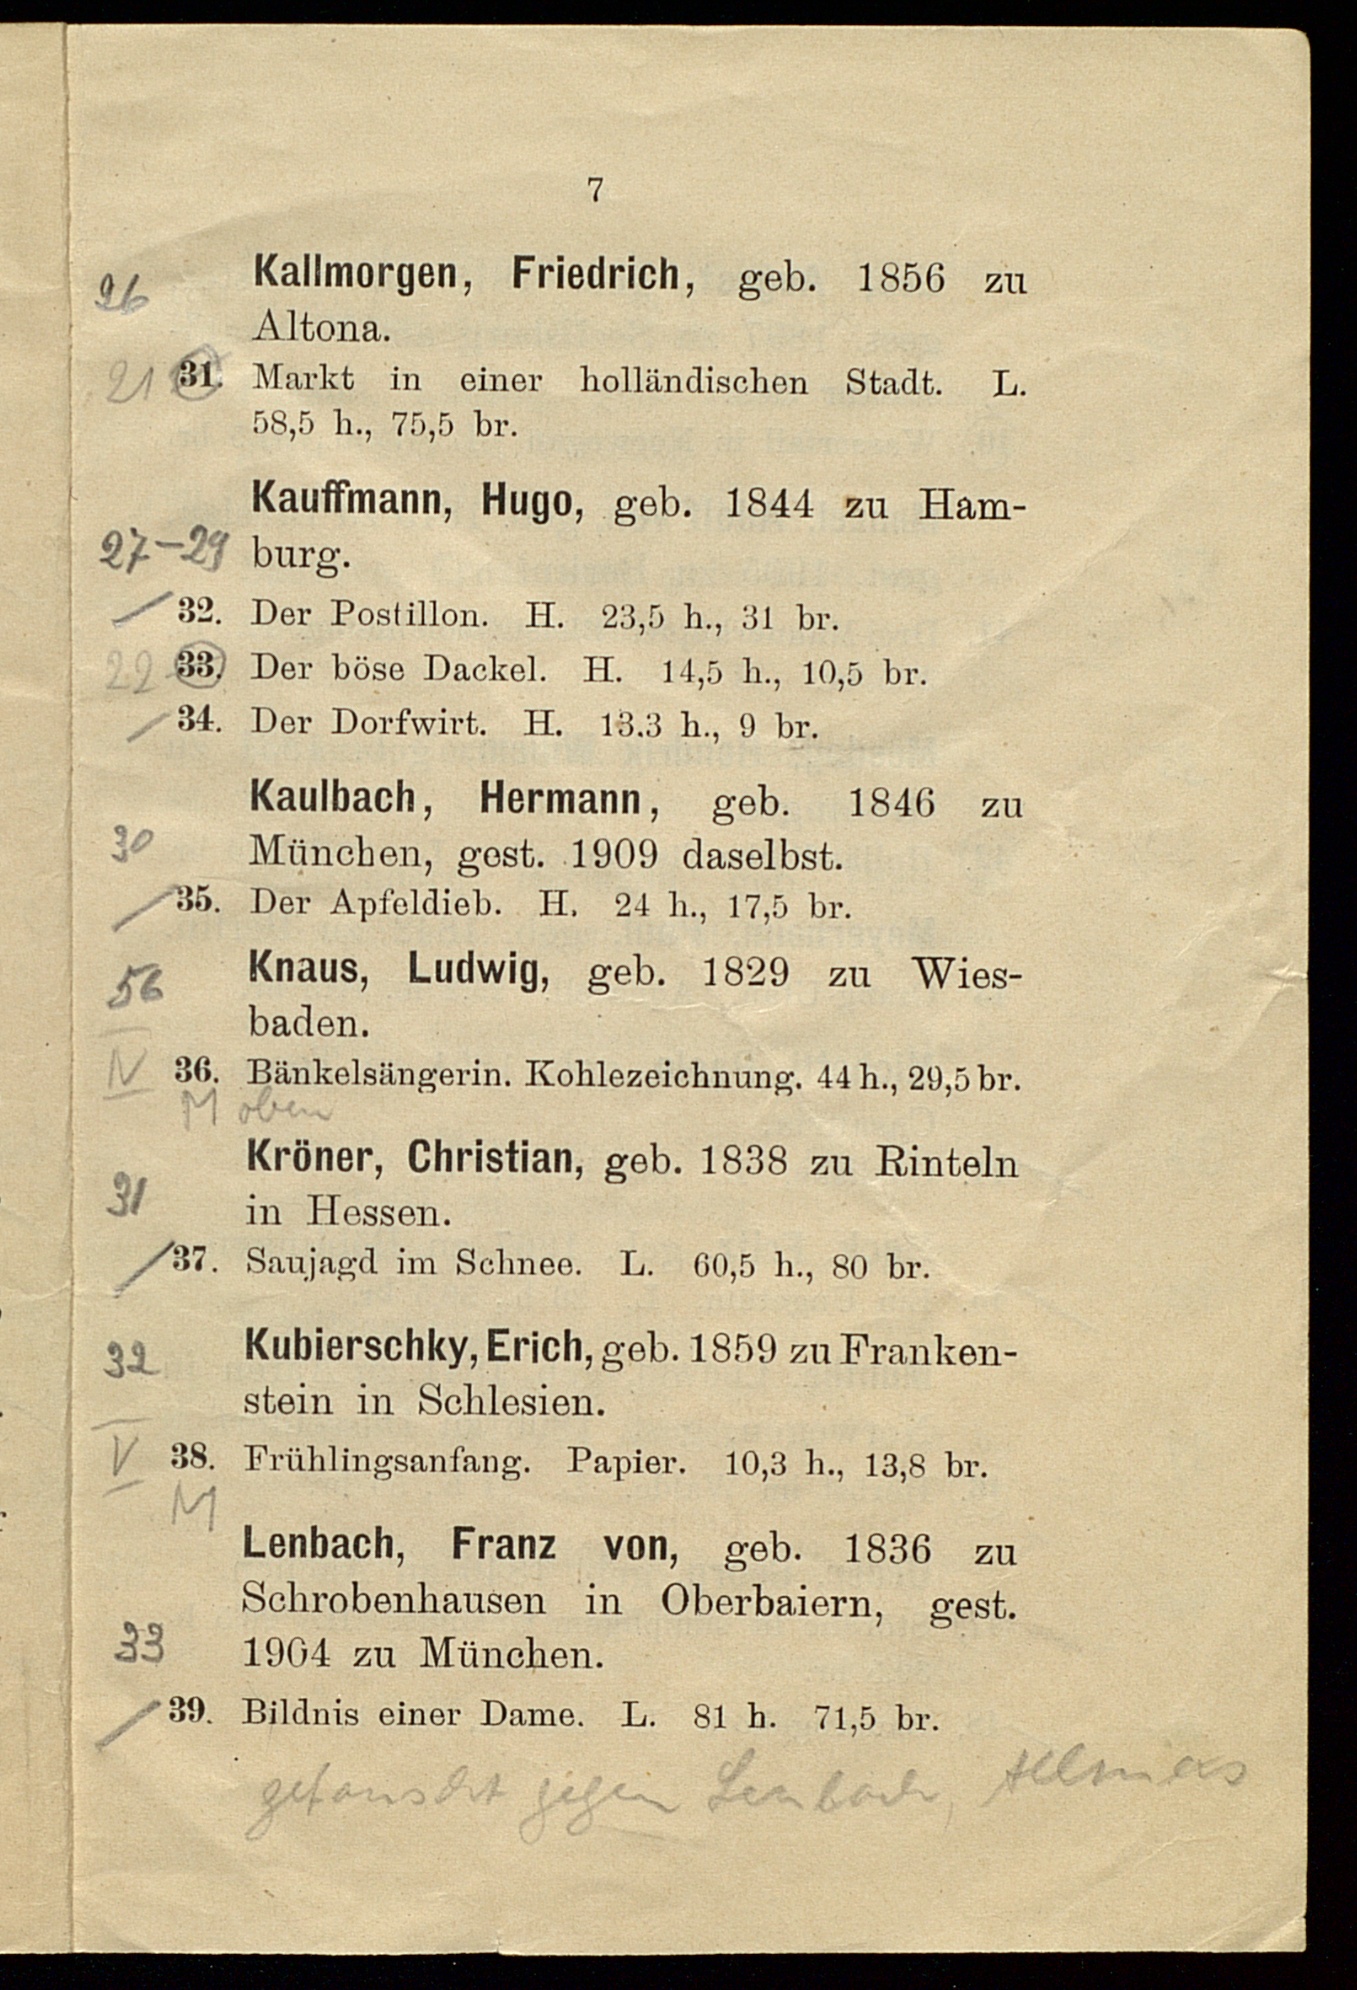 7
26
Kallmorgen, Friedrich, geb. 1856 zu
Altona.
21 31. Markt in einer holländischen Stadt. L.
58,5 h., 75,5 br.
Kauffmann, Hugo, geb. 1844 zu Ham-
27-29 burg.
32. Der Postillon. H. 23,5 h., 31 br.
22 33. Der böse Dackel. H. 14,5 h., 10,5 br.
34. Der Dorfwirt. H. 13.3 h., 9 br.
Kaulbach, Hermann, geb. 1846 zu
30 München, gest. 1909 daselbst.
35. Der Apfeldieb. H. 24 h., 17,5 br.
56 Knaus, Ludwig, geb. 1829 zu Wies-
baden.
IV 36. Bänkelsängerin. Kohlezeichnung. 44 h., 29,5 br.
M oben
Kröner, Christian, geb. 1838 zu Rinteln
31 in Hessen.
37. Saujagd im Schnee. L. 60,5 h., 80 br.
32 Kubierschky, Erich, geb. 1859 zu Franken-
stein in Schlesien.
V 38. Frühlingsanfang. Papier. 10,3 h., 13,8 br.
M
Lenbach, Franz von, geb. 1836 zu
Schrobenhausen in Oberbaiern, gest.
33 1904 zu München.
39. Bildnis einer Dame. L. 81 h. 71,5 br.
getauscht gegen Lenbach,